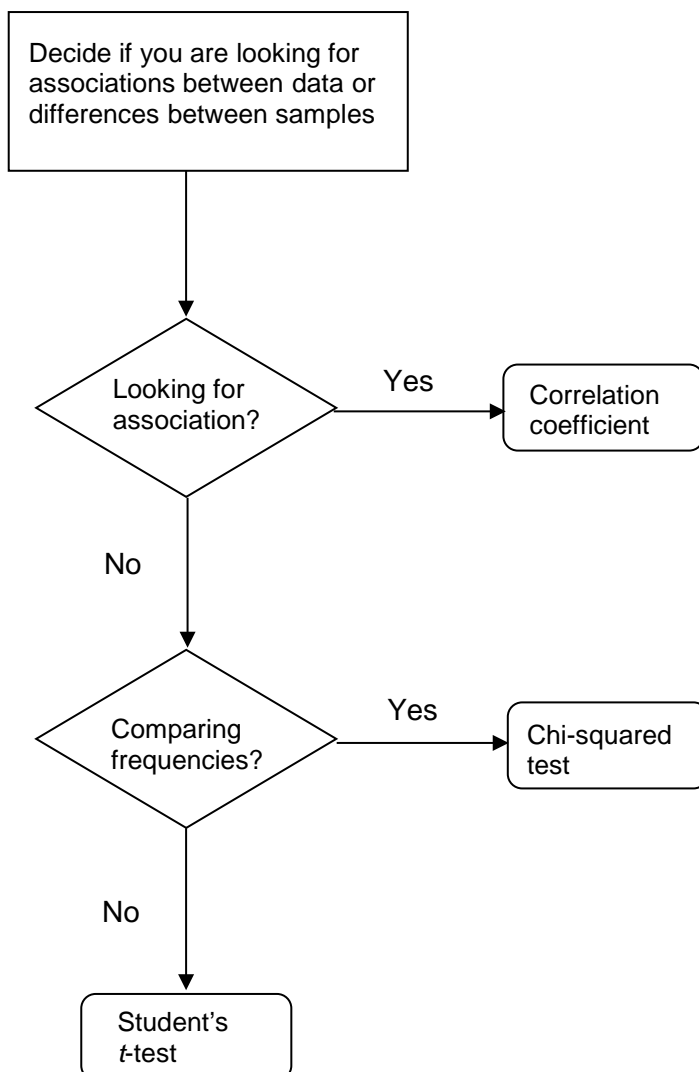 Decide if you are looking for
associations between data or
differences between samples
Looking for
association?
Yes
Correlation
coefficient
No
Comparing
frequencies?
Yes
Chi-squared
test
No
Student’s
t-test